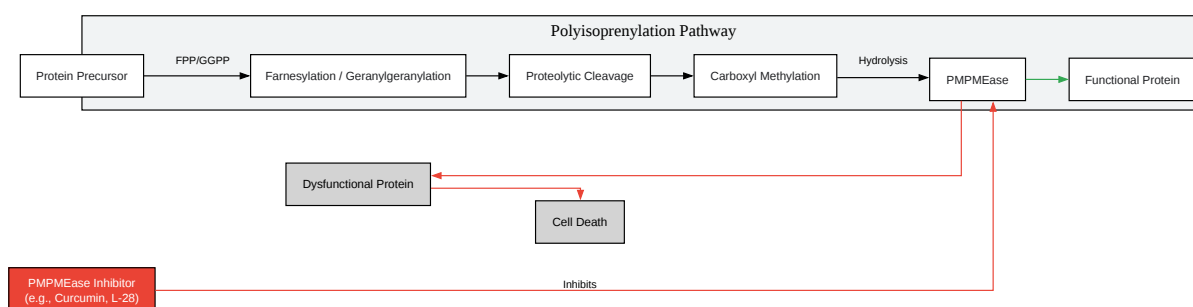 Polyisoprenylation Pathway
Protein Precursor
FPP/GGPP
Farnesylation / Geranylgeranylation
Proteolytic Cleavage
Carboxyl Methylation
Hydrolysis
PMPMEase
Functional Protein
Dysfunctional Protein
Cell Death
PMPMEase Inhibitor
(e.g., Curcumin, L-28)
Inhibits